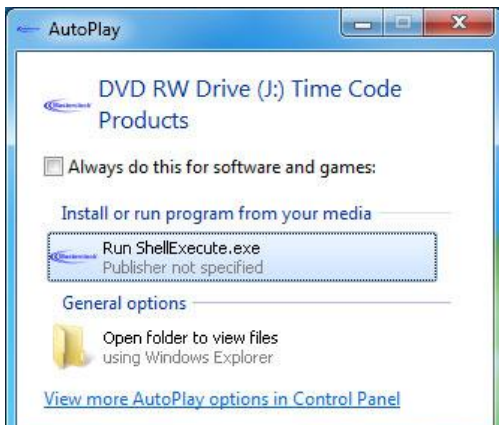 AutoPlay
DVD RW Drive (J:) Time Code
Products
Always do this for software and games:
Install or run program from your media
Run ShellExecute.exe
Publisher not specified
General options
Open folder to view files
using Windows Explorer
View more AutoPlay options in Control Panel